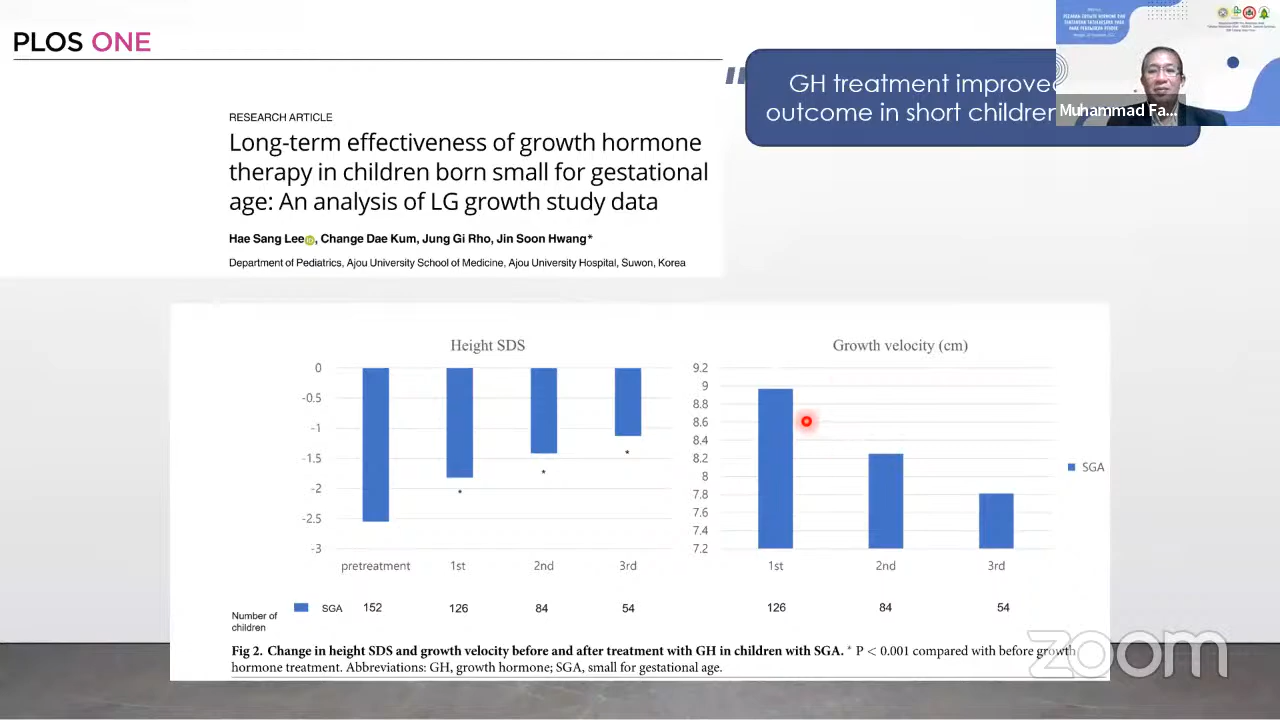 PLOS ONE
GH treatment improve
outcome in short children
Muhammad Fa...
RESEARCH ARTICLE
Long-term effectiveness of growth hormone
therapy in children born small for gestational
age: An analysis of LG growth study data
Hae Sang Lee, Change Dae Kum, Jung Gi Rho, Jin Soon Hwang*
Department of Pediatrics, Ajou University School of Medicine, Ajou University Hospital, Suwon, Korea
Height SDS
0
-0.5
-1
-1.5
-2
-2.5
-3
* * *
pretreatment 1st 2nd 3rd
Number of
children
SGA 152 126 84 54
Growth velocity (cm)
9.2
9
8.8
8.6
8.4
8.2
8
7.8
7.6
7.4
7.2
SGA
1st 2nd 3rd
126 84 54
Fig 2. Change in height SDS and growth velocity before and after treatment with GH in children with SGA. * P < 0.001 compared with before growth
hormone treatment. Abbreviations: GH, growth hormone; SGA, small for gestational age.
zoom